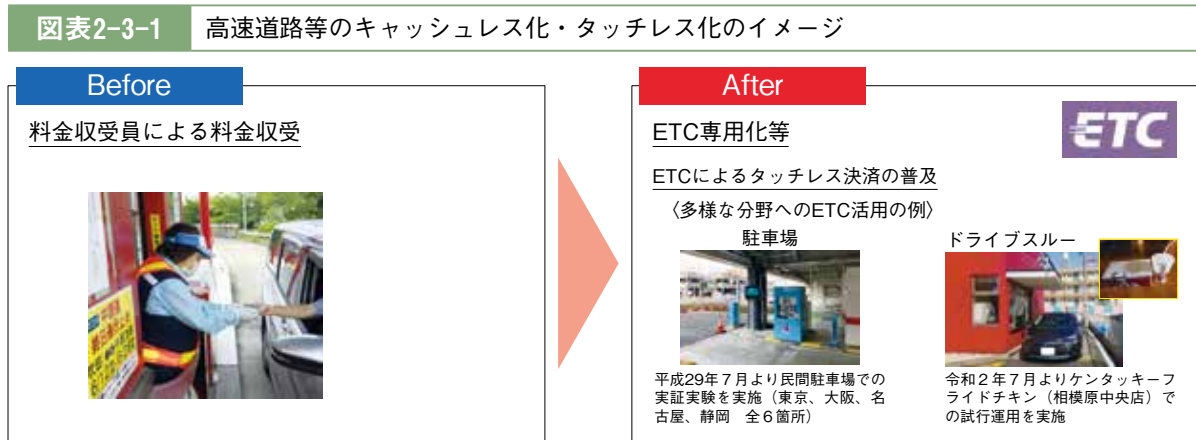 図表2-3-1 高速道路等のキャッシュレス化・タッチレス化のイメージ
Before
料金収受員による料金収受
After
ETC専用化等
ETC
ETCによるタッチレス決済の普及
〈多様な分野へのETC活用の例〉
駐車場
平成29年７月より民間駐車場での
実証実験を実施（東京、大阪、名
古屋、静岡　全６箇所）
ドライブスルー
令和２年７月よりケンタッキーフ
ライドチキン（相模原中央店）で
の試行運用を実施